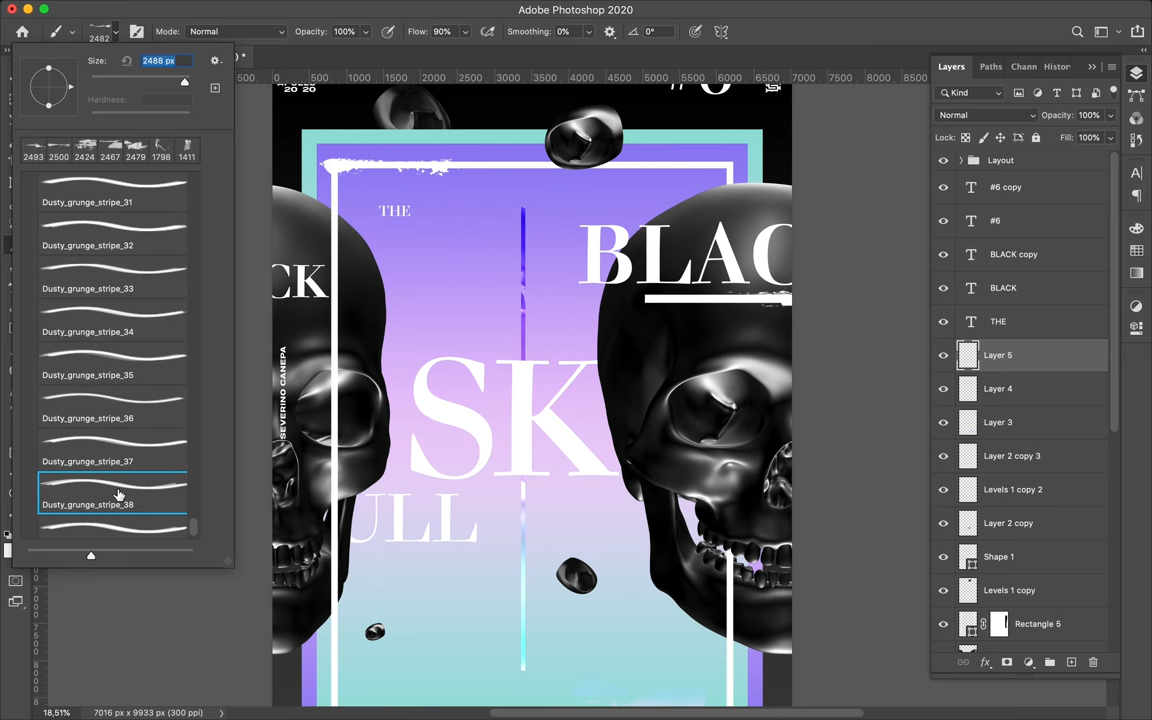 Adobe Photoshop 2020
2482
Mode: Normal
Opacity: 100%
Flow: 90%
Smoothing: 0%
0°
Size: 2488 px
Hardness:
2493 2500 2424 2467 2479 1798 1411
Dusty_grunge_stripe_31
Dusty_grunge_stripe_32
Dusty_grunge_stripe_33
Dusty_grunge_stripe_34
Dusty_grunge_stripe_35
Dusty_grunge_stripe_36
Dusty_grunge_stripe_37
Dusty_grunge_stripe_38
500 0 500 1000 1500 2000 2500 3000 3500 4000 4500 5000 5500 6000 6500 7000 7500 8000 8500
20 20
THE
BLAC
CK
SK
ULL
SEVERINO CANEPA
Layers Paths Chann Histor
Kind
Normal
Opacity: 100%
Lock:
Fill: 100%
Layout
#6 copy
#6
BLACK copy
BLACK
THE
Layer 5
Layer 4
Layer 3
Layer 2 copy 3
Levels 1 copy 2
Layer 2 copy
Shape 1
Levels 1 copy
Rectangle 5
fx
18,51%
7016 px x 9933 px (300 ppi)